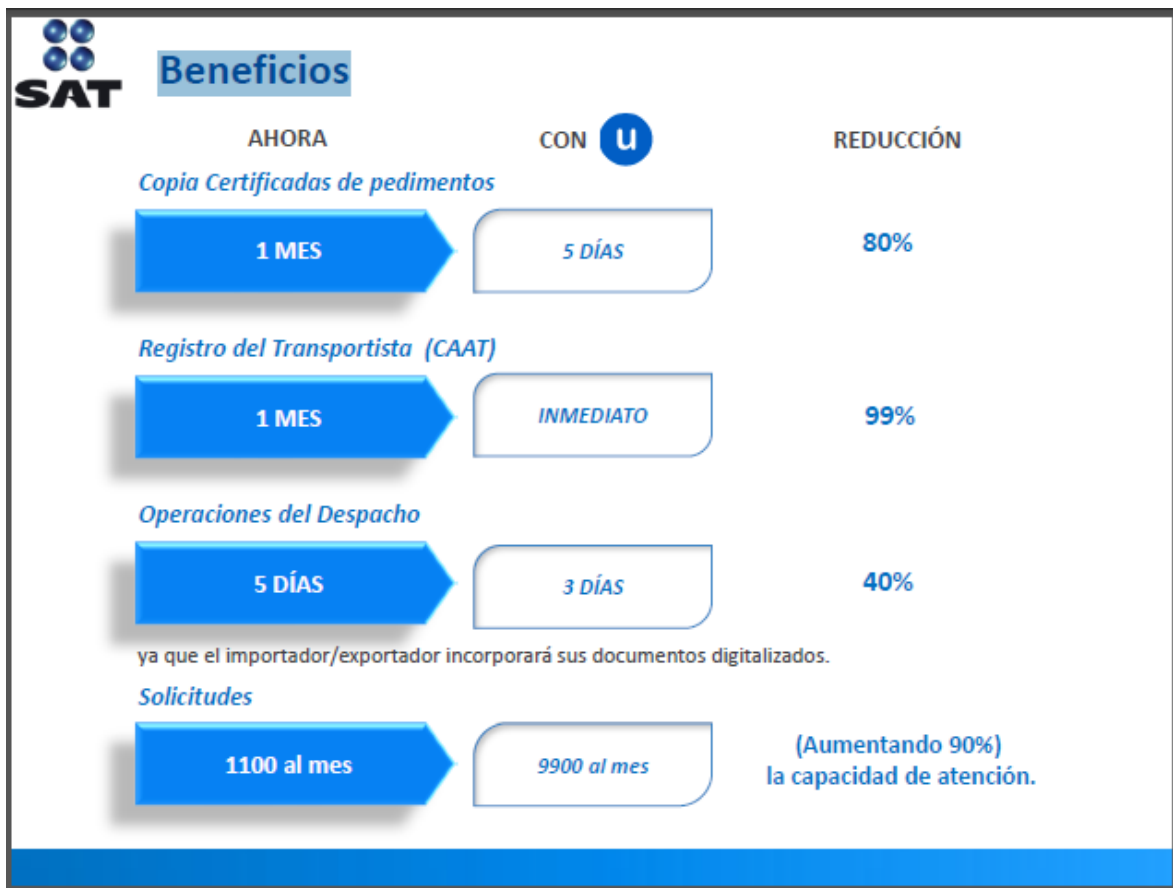 SAT
Beneficios
AHORA
CON u
REDUCCIÓN
Copia Certificadas de pedimentos
1 MES
5 DÍAS
80%
Registro del Transportista (CAAT)
1 MES
INMEDIATO
99%
Operaciones del Despacho
5 DÍAS
3 DÍAS
40%
ya que el importador/exportador incorporará sus documentos digitalizados.
Solicitudes
1100 al mes
9900 al mes
(Aumentando 90%)
la capacidad de atención.